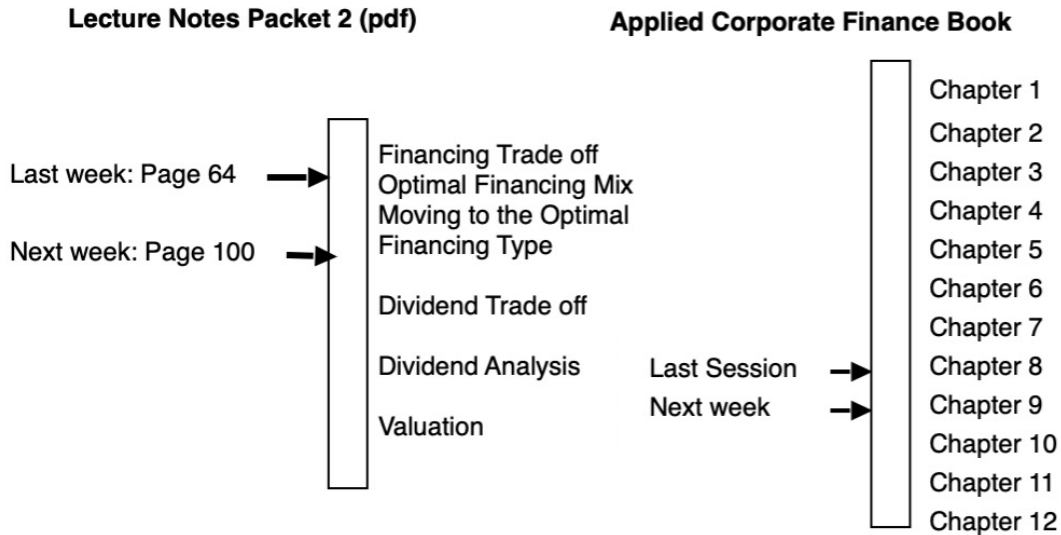 Lecture Notes Packet 2 (pdf)
Last week: Page 64
Next week: Page 100
Financing Trade off
Optimal Financing Mix
Moving to the Optimal
Financing Type
Dividend Trade off
Dividend Analysis
Valuation
Applied Corporate Finance Book
Last Session
Next week
Chapter 1
Chapter 2
Chapter 3
Chapter 4
Chapter 5
Chapter 6
Chapter 7
Chapter 8
Chapter 9
Chapter 10
Chapter 11
Chapter 12